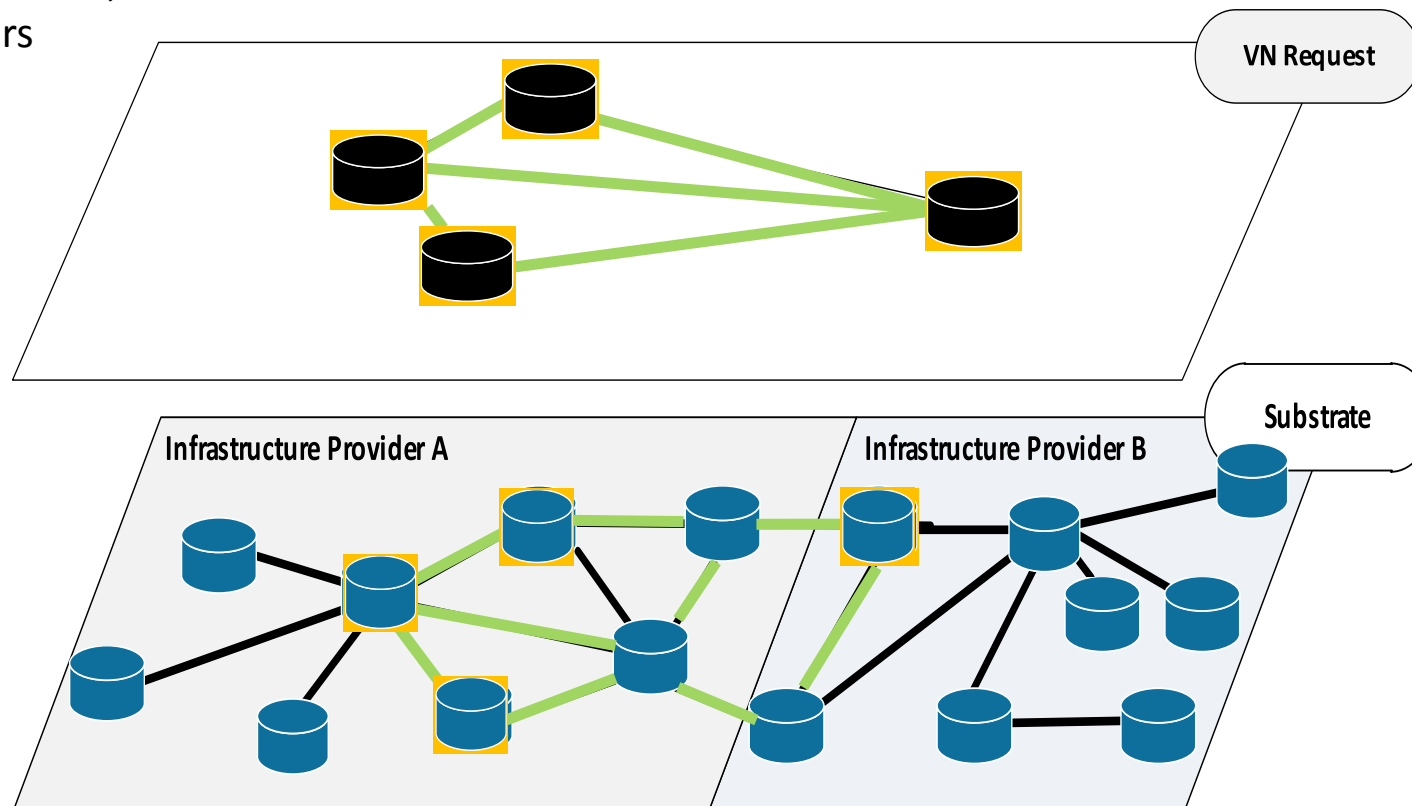 rs
VN Request
Substrate
Infrastructure Provider A
Infrastructure Provider B